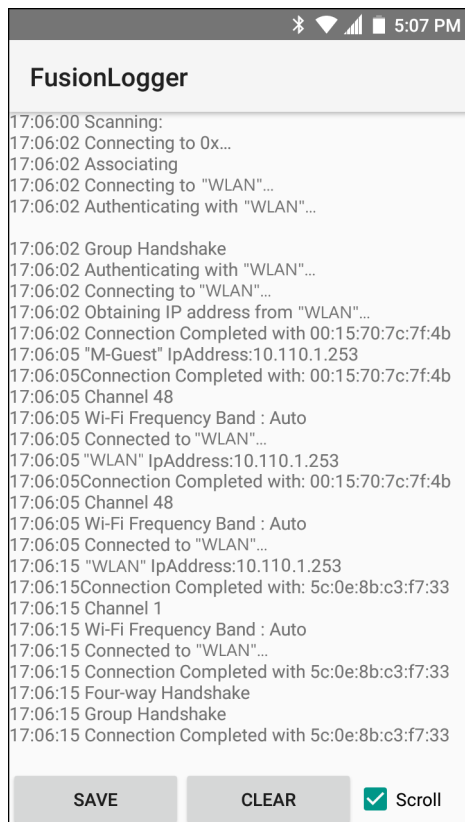 5:07 PM
FusionLogger
17:06:00 Scanning:
17:06:02 Connecting to 0x...
17:06:02 Associating
17:06:02 Connecting to "WLAN"...
17:06:02 Authenticating with "WLAN"...
17:06:02 Group Handshake
17:06:02 Authenticating with "WLAN"...
17:06:02 Connecting to"WLAN"...
17:06:02 Obtaining IP address from "WLAN"...
17:06:02 Connection Completed with 00:15:70:7c:7f:4b
17:06:05 "M-Guest" IpAddress:10.110.1.253
17:06:05Connection Completed with: 00:15:70:7c:7f:4b
17:06:05 Channel 48
17:06:05 Wi-Fi Frequency Band : Auto
17:06:05 Connected to "WLAN"...
17:06:05 "WLAN" IpAddress:10.110.1.253
17:06:05Connection Completed with: 00:15:70:7c:7f:4b
17:06:05 Channel 48
17:06:05 Wi-Fi Frequency Band : Auto
17:06:05 Connected to "WLAN"...
17:06:15 "WLAN" IpAddress:10.110.1.253
17:06:15Connection Completed with: 5c:0e:8b:c3:f7:33
17:06:15 Channel 1
17:06:15 Wi-Fi Frequency Band : Auto
17:06:15 Connected to "WLAN"...
17:06:15 Connection Completed with 5c:0e:8b:c3:f7:33
17:06:15 Four-way Handshake
17:06:15 Group Handshake
17:06:15 Connection Completed with 5c:0e:8b:c3:f7:33
SAVE CLEAR Scroll